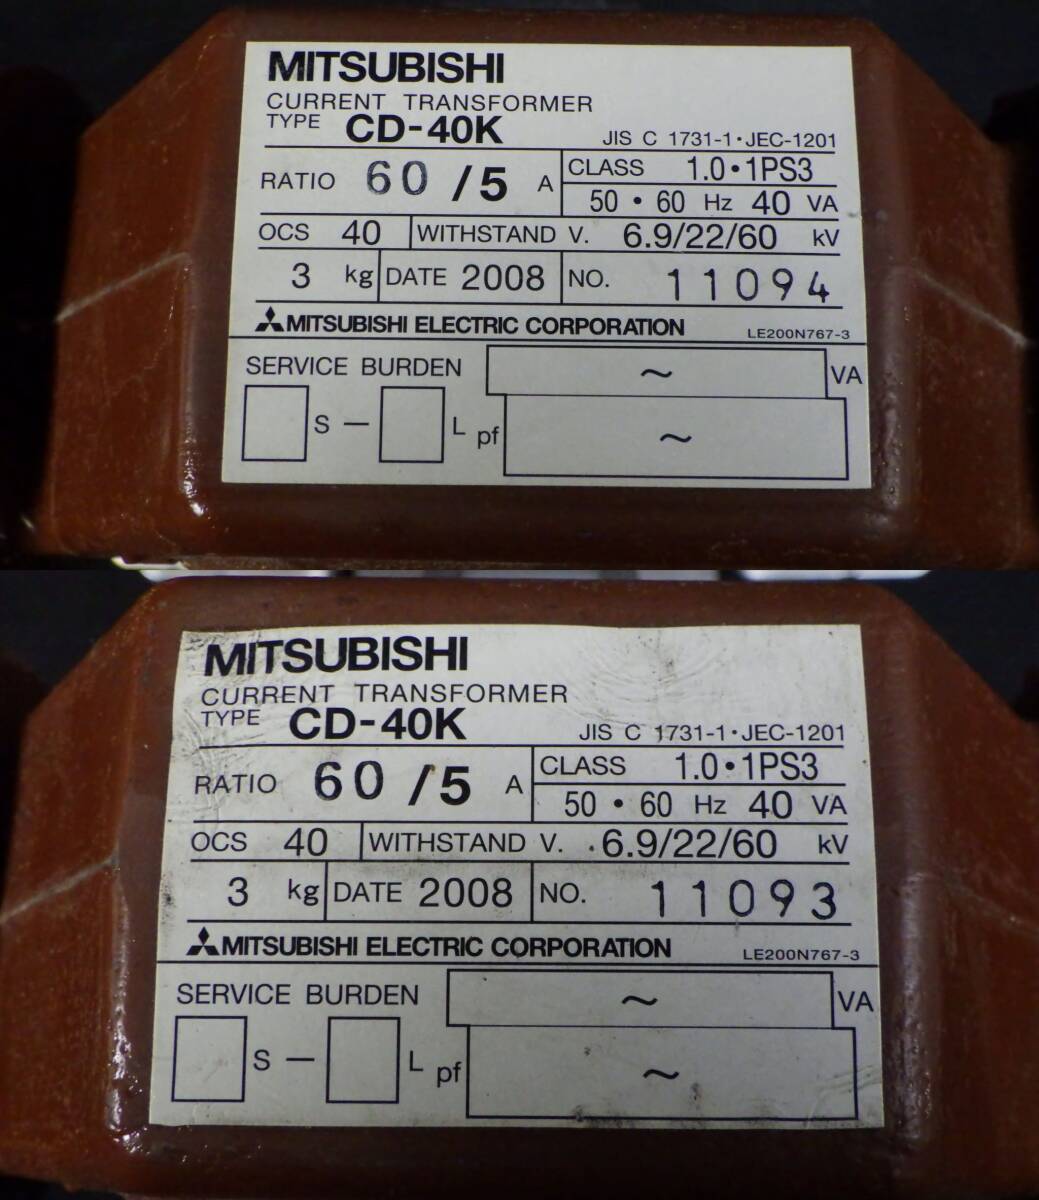 MITSUBISHI
CURRENT TRANSFORMER
TYPE CD-40K JIS C 1731-1・JEC-1201
RATIO 60 /5 A CLASS 1.0・1PS3
50・60 Hz 40 VA
OCS 40 WITHSTAND V. 6.9/22/60 kV
3 kg DATE 2008 NO. 11094
MITSUBISHI ELECTRIC CORPORATION LE200N767-3
SERVICE BURDEN ~ VA
S — L pf ~
MITSUBISHI
CURRENT TRANSFORMER
TYPE CD-40K JIS C 1731-1・JEC-1201
RATIO 60 /5 A CLASS 1.0・1PS3
50・60 Hz 40 VA
OCS 40 WITHSTAND V. 6.9/22/60 kV
3 kg DATE 2008 NO. 11093
MITSUBISHI ELECTRIC CORPORATION LE200N767-3
SERVICE BURDEN ~ VA
S — L pf ~